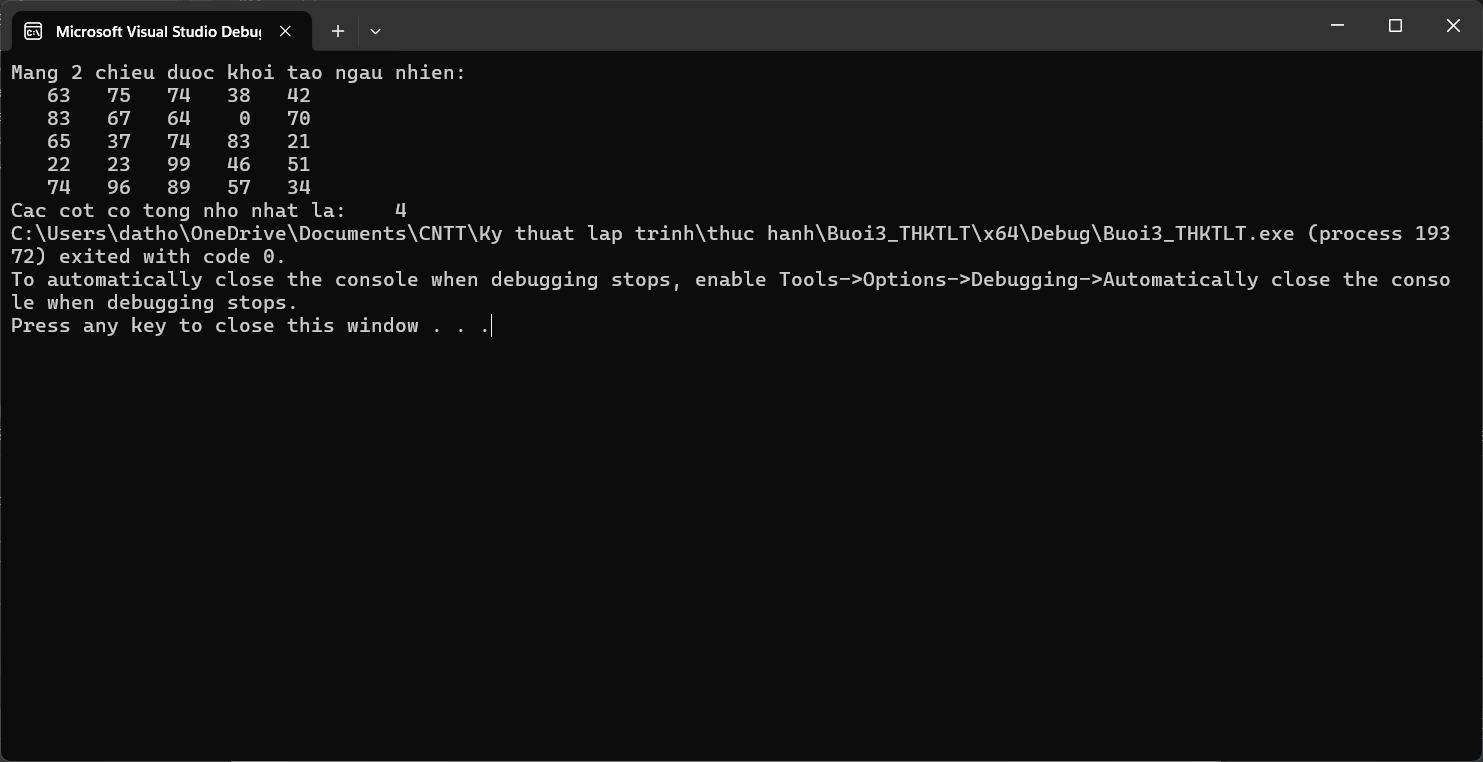 Microsoft Visual Studio Debu
Mang 2 chieu duoc khoi tao ngau nhien:
63 75 74 38 42
83 67 64 0 70
65 37 74 83 21
22 23 99 46 51
74 96 89 57 34
Cac cot co tong nho nhat la: 4
C:\Users\datho\OneDrive\Documents\CNTT\Ky thuat lap trinh\thuc hanh\Buoi3_THKTLT\x64\Debug\Buoi3_THKTLT.exe (process 193
72) exited with code 0.
To automatically close the console when debugging stops, enable Tools->Options->Debugging->Automatically close the conso
le when debugging stops.
Press any key to close this window . . .